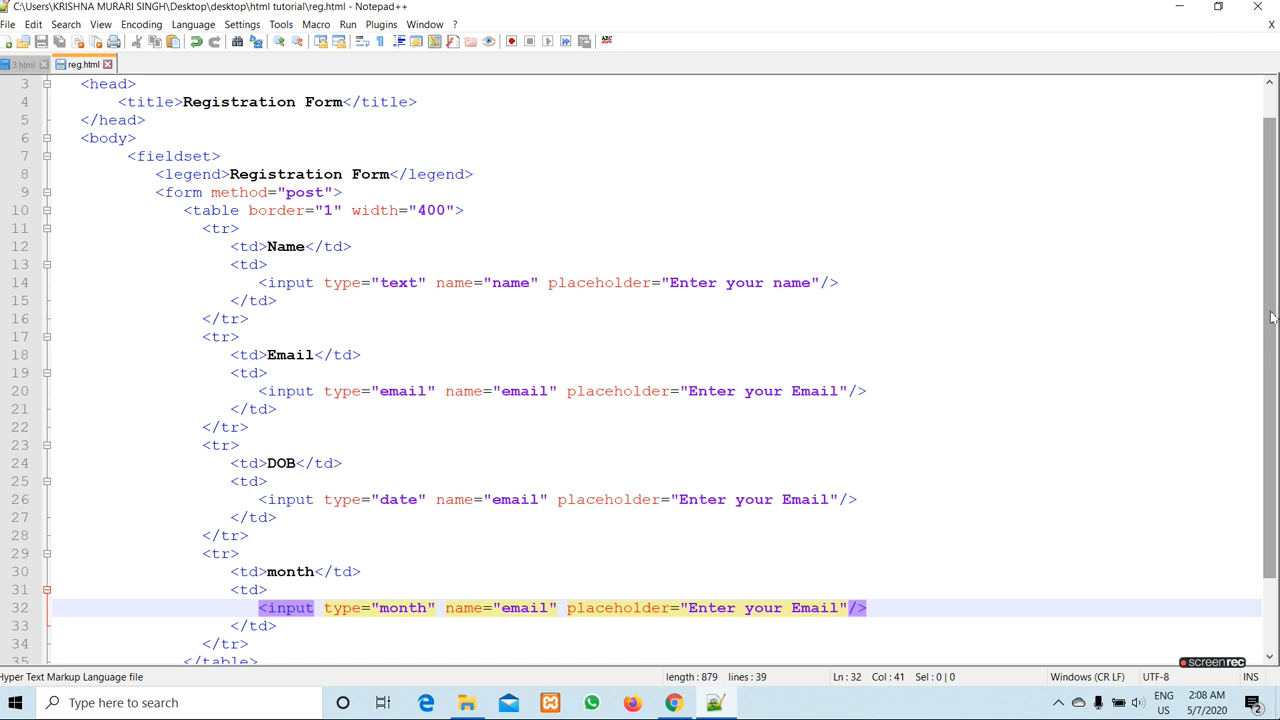 C:\Users\KRISHNA MURARI SINGH\Desktop\desktop\html tutorial\reg.html - Notepad++
File Edit Search View Encoding Language Settings Tools Macro Run Plugins Window ?
X
3.html reg.html
3 <head>
4 <title>Registration Form</title>
5 </head>
6 <body>
7 <fieldset>
8 <legend>Registration Form</legend>
9 <form method="post">
10 <table border="1" width="400">
11 <tr>
12 <td>Name</td>
13 <td>
14 <input type="text" name="name" placeholder="Enter your name"/>
15 </td>
16 </tr>
17 <tr>
18 <td>Email</td>
19 <td>
20 <input type="email" name="email" placeholder="Enter your Email"/>
21 </td>
22 </tr>
23 <tr>
24 <td>DOB</td>
25 <td>
26 <input type="date" name="email" placeholder="Enter your Email"/>
27 </td>
28 </tr>
29 <tr>
30 <td>month</td>
31 <td>
32 <input type="month" name="email" placeholder="Enter your Email"/>
33 </td>
34 </tr>
35 </table>
screenrec
Hyper Text Markup Language file length : 879 lines : 39 Ln : 32 Col : 41 Sel : 0 | 0 Windows (CR LF) UTF-8 INS
Type here to search
ENG
US
2:08 AM
5/7/2020
2